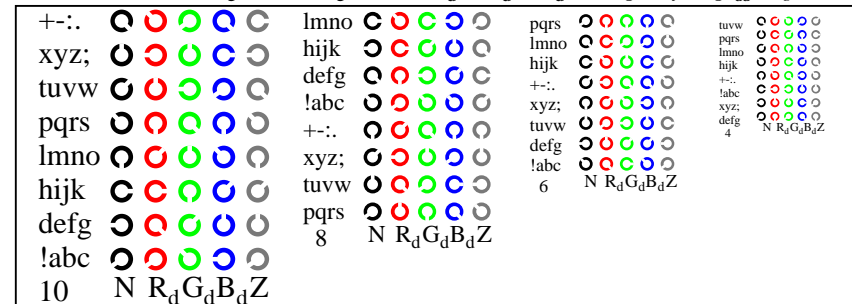 +-:.
xyz;
tuvw
pqrs
lmno
hijk
defg
!abc
10 N RdGdBdZ
lmno
hijk
defg
!abc
+-:.
xyz;
tuvw
pqrs
8 N RdGdBdZ
pqrs
lmno
hijk
+-:.
xyz;
tuvw
defg
!abc
6 N RdGdBdZ
tuvw
pqrs
lmno
hijk
+-:.
!abc
xyz;
defg
4 N RdGdBdZ